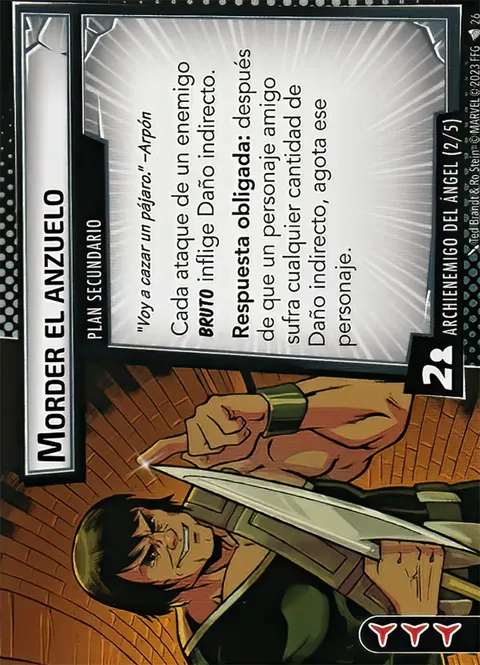 MORDER EL ANZUELO
PLAN SECUNDARIO
"Voy a cazar un pájaro." –Arpón
Cada ataque de un enemigo
BRUTO inflige Daño indirecto.
Respuesta obligada: después
de que un personaje amigo
sufra cualquier cantidad de
Daño indirecto, agota ese
personaje.
2
ARCHIENEMIGO DEL ÁNGEL (2/5)
Ted Brandt & Ro Stein © MARVEL © 2023 FFG 26